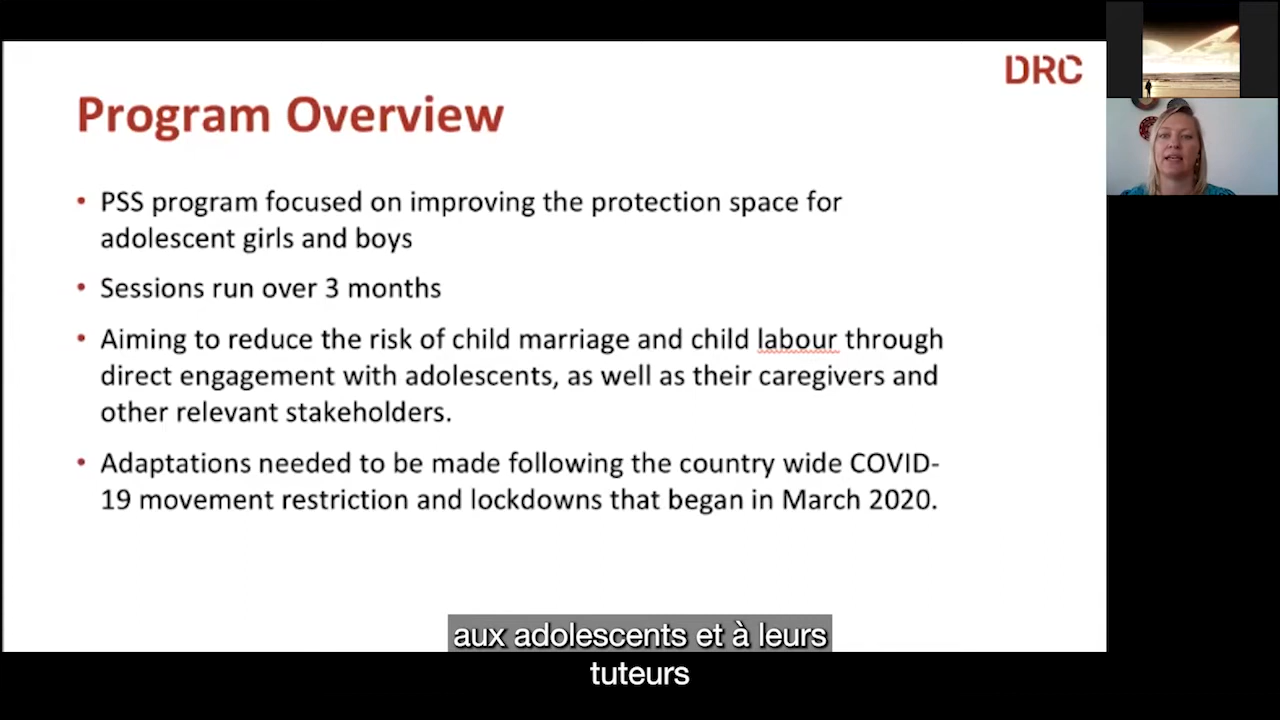 DRC
Program Overview
• PSS program focused on improving the protection space for
adolescent girls and boys
• Sessions run over 3 months
• Aiming to reduce the risk of child marriage and child labour through
direct engagement with adolescents, as well as their caregivers and
other relevant stakeholders.
• Adaptations needed to be made following the country wide COVID-
19 movement restriction and lockdowns that began in March 2020.
aux adolescents et à leurs
tuteurs